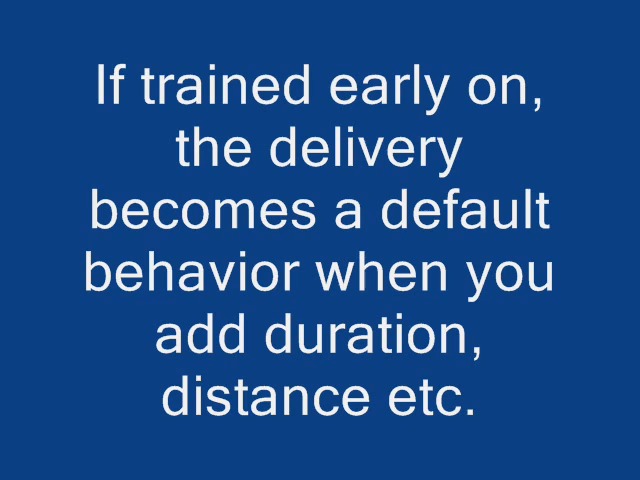 If trained early on,
the delivery
becomes a default
behavior when you
add duration,
distance etc.